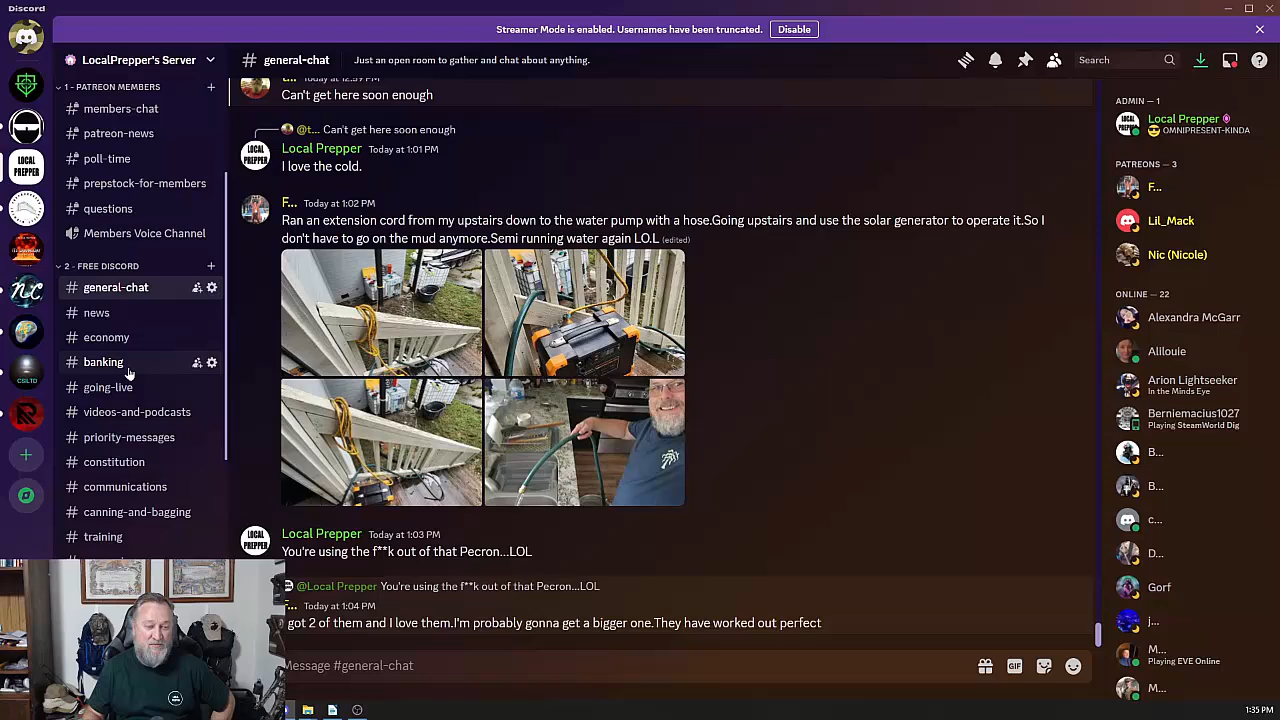 Discord
Streamer Mode is enabled. Usernames have been truncated.
Disable
LocalPrepper's Server
general-chat
Just an open room to gather and chat about anything.
Search
1 - PATREON MEMBERS
members-chat
patreon-news
poll-time
prepstock-for-members
questions
Members Voice Channel
2 - FREE DISCORD
general-chat
news
economy
banking
going-live
videos-and-podcasts
priority-messages
constitution
communications
canning-and-bagging
training
LOCAL PREPPER
NC
CSILTD
Can't get here soon enough
@t... Can't get here soon enough
Local Prepper Today at 1:01 PM
I love the cold.
F... Today at 1:02 PM
Ran an extension cord from my upstairs down to the water pump with a hose.Going upstairs and use the solar generator to operate it.So I
don't have to go on the mud anymore.Semi running water again LO.L (edited)
Local Prepper Today at 1:03 PM
You're using the f**k out of that Pecron...LOL
@Local Prepper You're using the f**k out of that Pecron...LOL
Today at 1:04 PM
got 2 of them and I love them.I'm probably gonna get a bigger one.They have worked out perfect
Message #general-chat
GIF
ADMIN — 1
Local Prepper
OMNIPRESENT-KINDA
PATREONS — 3
F...
Lil_Mack
Nic (Nicole)
ONLINE — 22
Alexandra McGarr
Alllouie
Arion Lightseeker
In the Minds Eye
Berniemacius1027
Playing SteamWorld Dig
B...
B...
c...
D...
Gorf
j...
M...
Playing EVE Online
M...
1:35 PM